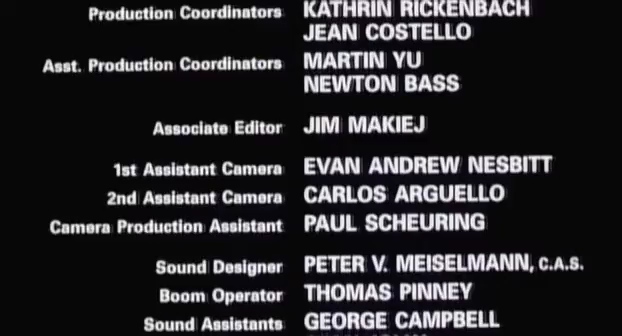 Production Coordinators KATHRIN RICKENBACH
JEAN COSTELLO
Asst. Production Coordinators MARTIN YU
NEWTON BASS
Associate Editor JIM MAKIEJ
1st Assistant Camera EVAN ANDREW NESBITT
2nd Assistant Camera CARLOS ARGUELLO
Camera Production Assistant PAUL SCHEURING
Sound Designer PETER V. MEISELMANN, C.A.S.
Boom Operator THOMAS PINNEY
Sound Assistants GEORGE CAMPBELL